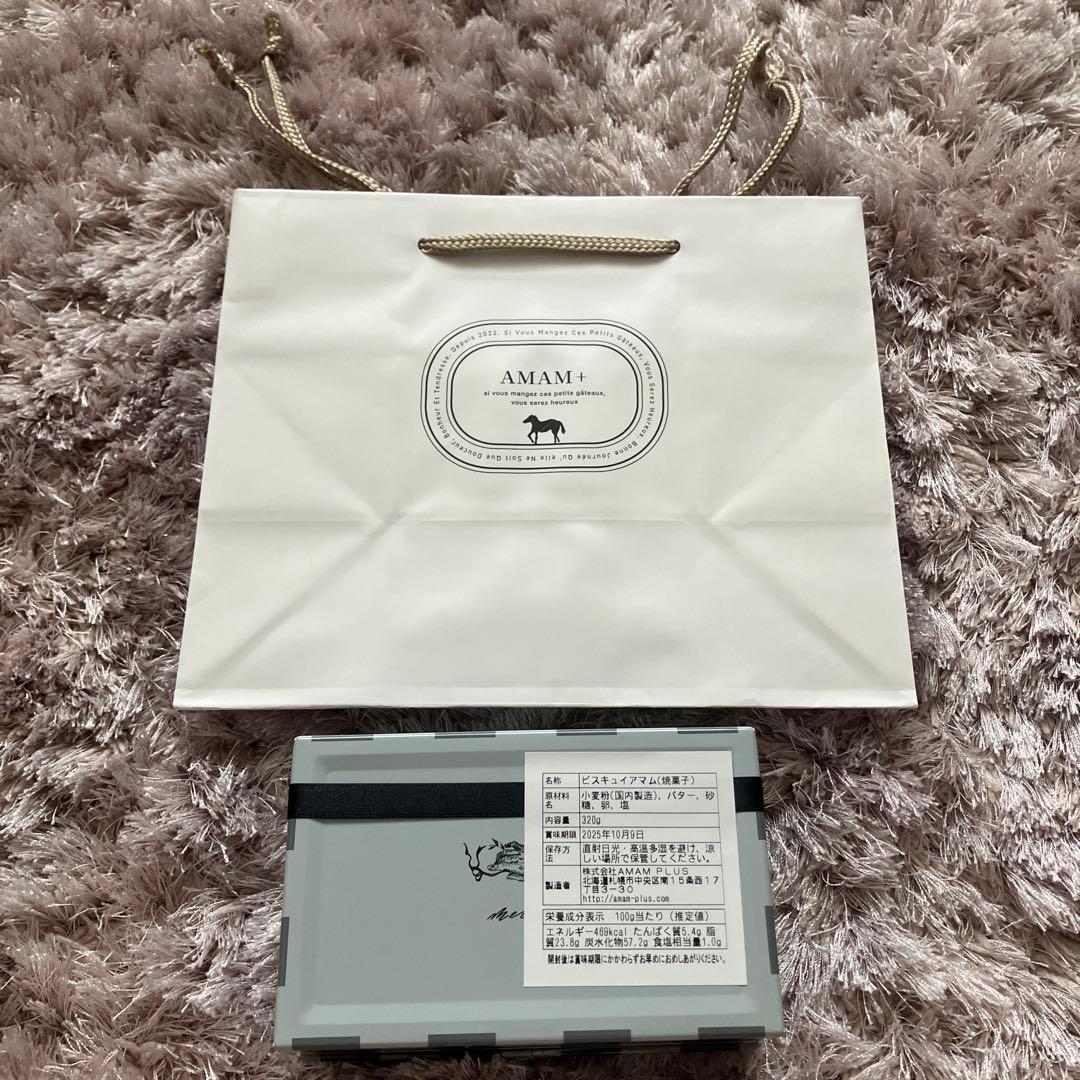 Depuis 2022. Si Vous Mangez Ces Petits Gâteaux, Vous Serez Heureux. Bonne Journée Qu' elle Ne Soit Que Douceur, Bonheur Et Tendresse.
AMAM+
si vous mangez ces petits gâteaux,
vous serez heureux
名称 ビスキュイアマム(焼菓子)
原材料名 小麦粉(国内製造)、バター、砂
糖、卵、塩
内容量 320g
賞味期限 2025年10月9日
保存方法 直射日光・高温多湿を避け、涼
しい場所で保管してください。
製造者 株式会社AMAM PLUS
北海道札幌市中央区南15条西17
丁目3-30
http://amam-plus.com
栄養成分表示 100g当たり (推定値)
エネルギー469kcal たんぱく質5.4g 脂
質23.8g 炭水化物57.2g 食塩相当量1.0g
開封後は賞味期限にかかわらずお早めにおめしあがりください。